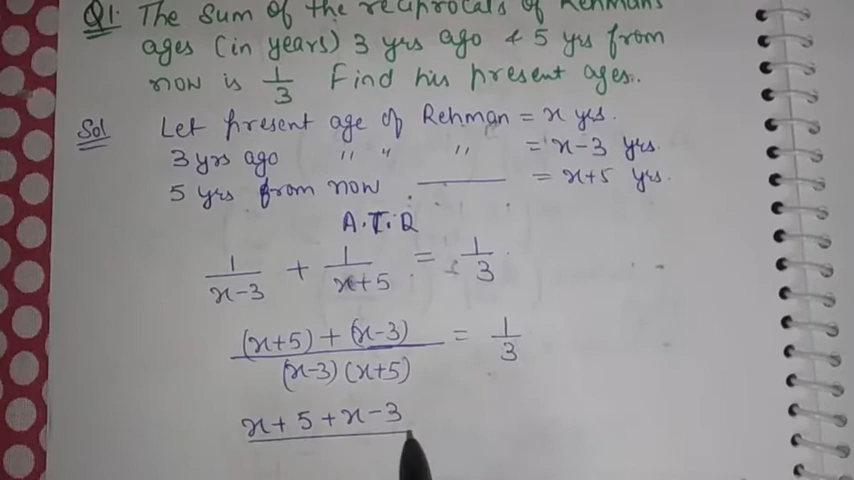 Q1. The sum of the reciprocals of Rehman's
ages (in years) 3 yrs ago & 5 yrs from
now is 1/3 Find his present ages.
Sol Let present age of Rehman = x yrs.
3 yrs ago " " " = x-3 yrs.
5 yrs from now ——— = x+5 yrs.
A.T.Q
1/(x-3) + 1/(x+5) = 1/3
((x+5) + (x-3))/((x-3)(x+5)) = 1/3
x+5+x-3